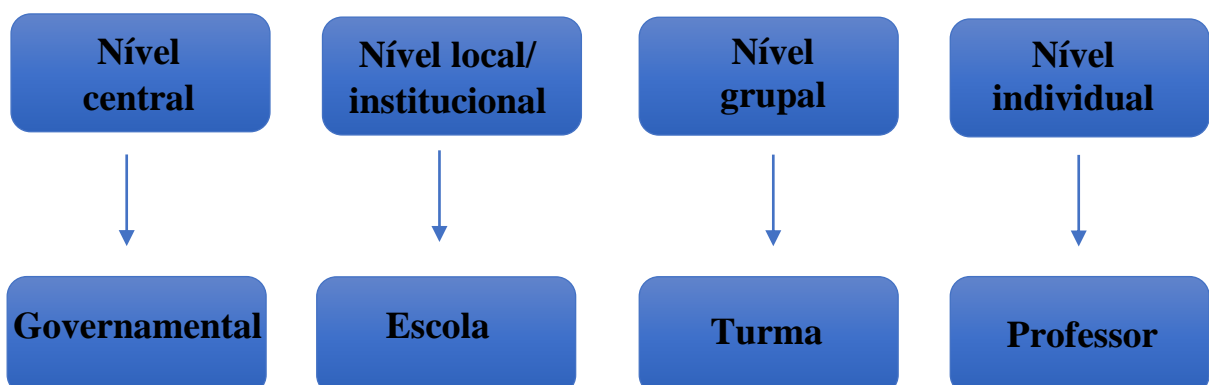 Nível
central
Nível local/
institucional
Nível
grupal
Nível
individual
Governamental
Escola
Turma
Professor